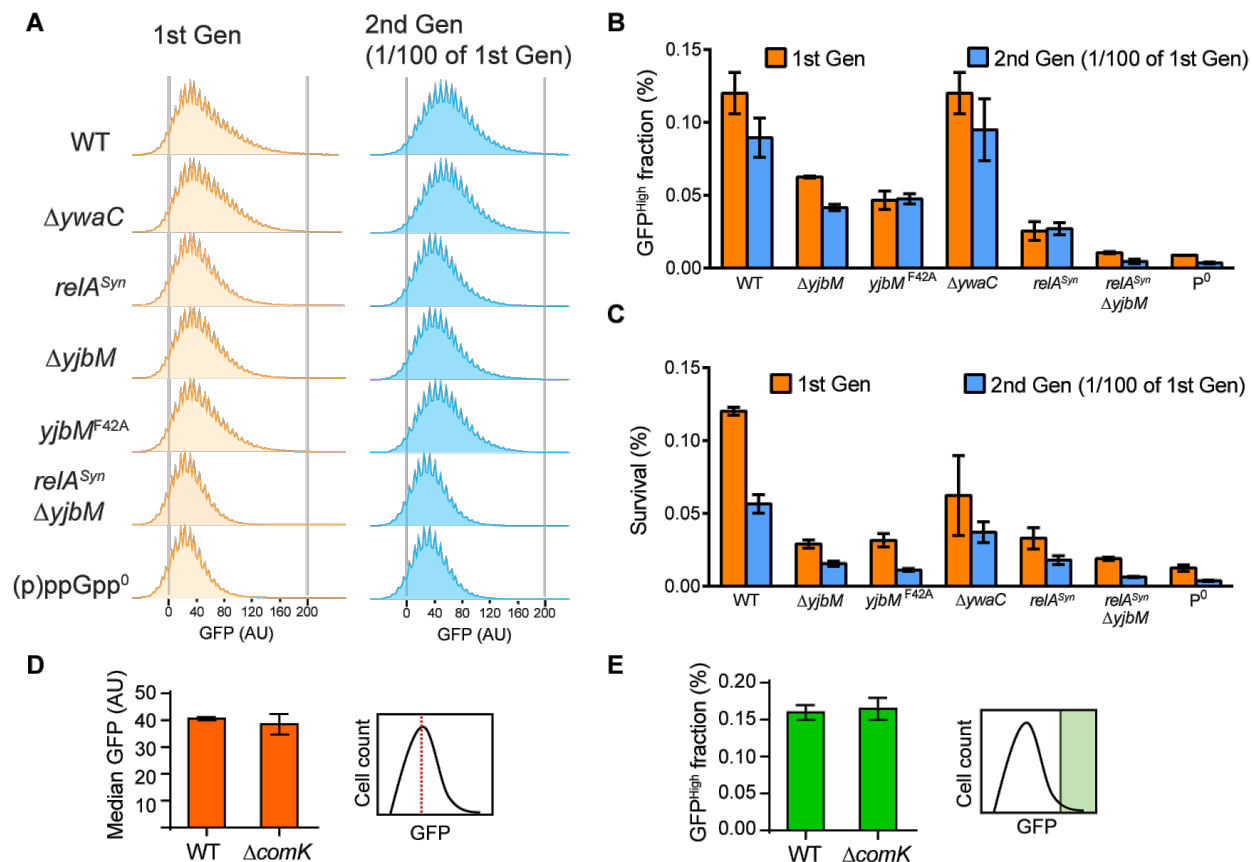 A
1st Gen
2nd Gen
(1/100 of 1st Gen)
WT
ΔywaC
relA^Syn
ΔyjbM
yjbM^F42A
relA^Syn
ΔyjbM
(p)ppGpp^0
0 40 80 120 160 200
GFP (AU)
0 40 80 120 160 200
GFP (AU)
B
GFP^High fraction (%)
0.15
0.10
0.05
0.00
1st Gen
2nd Gen (1/100 of 1st Gen)
WT ΔyjbM yjbM^F42A ΔywaC relA^Syn relA^Syn P^0
ΔyjbM
C
Survival (%)
0.15
0.10
0.05
0.00
1st Gen
2nd Gen (1/100 of 1st Gen)
WT ΔyjbM yjbM^F42A ΔywaC relA^Syn relA^Syn P^0
ΔyjbM
D
Median GFP (AU)
50
40
30
20
10
0
WT ΔcomK
Cell count
GFP
E
GFP^High fraction (%)
0.20
0.15
0.10
0.05
0.00
WT ΔcomK
Cell count
GFP